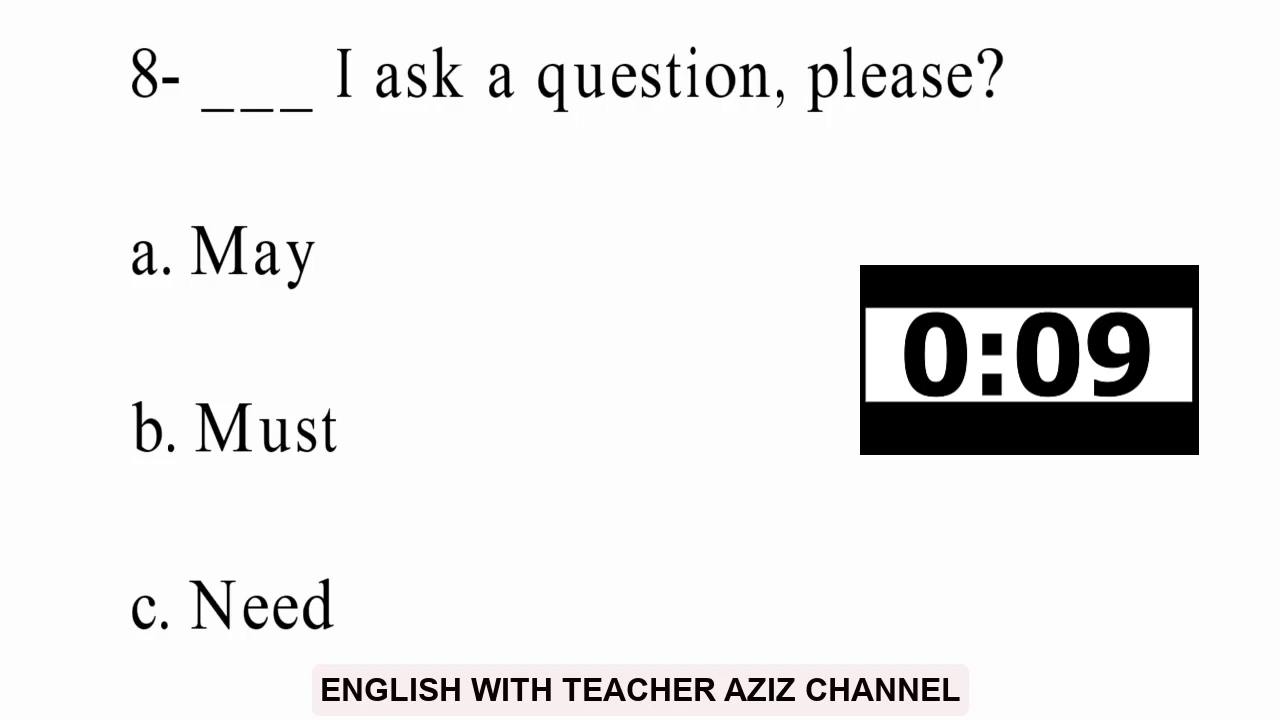 8- ___ I ask a question, please?
a. May
0:09
b. Must
c. Need
ENGLISH WITH TEACHER AZIZ CHANNEL